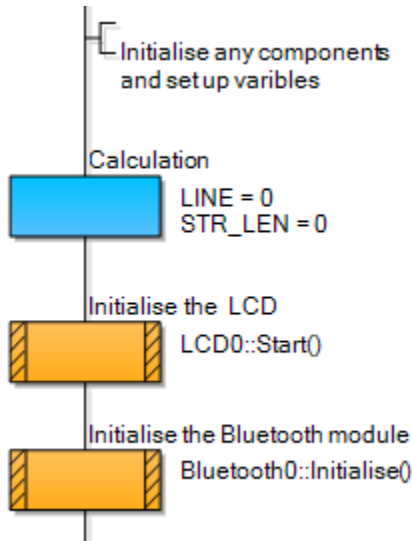 Initialise any components
and set up varibles
Calculation
LINE = 0
STR_LEN = 0
Initialise the LCD
LCD0::Start()
Initialise the Bluetooth module
Bluetooth0::Initialise()